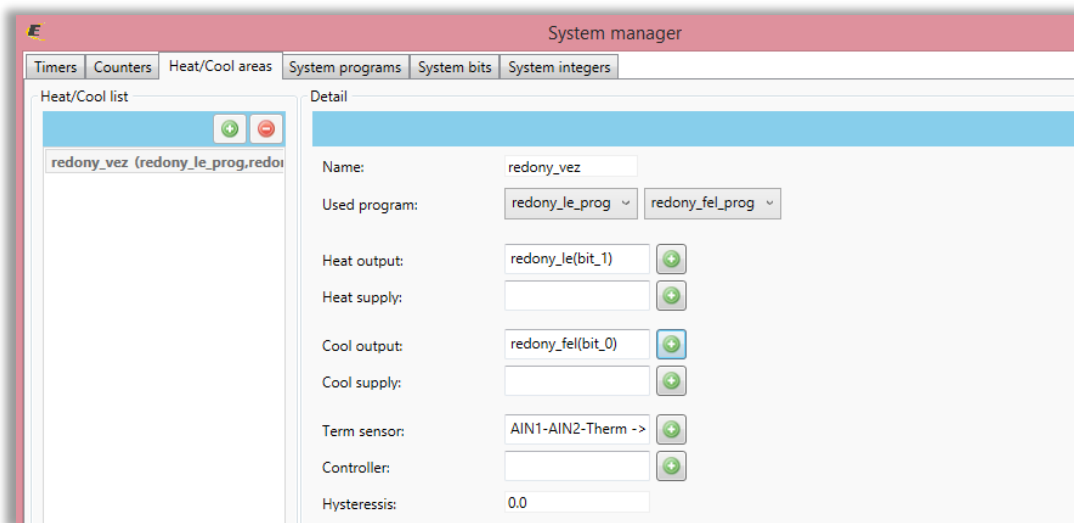 E
System manager
Timers Counters Heat/Cool areas System programs System bits System integers
Heat/Cool list
redony_vez (redony_le_prog,redo
Detail
Name: redony_vez
Used program: redony_le_prog redony_fel_prog
Heat output: redony_le(bit_1)
Heat supply:
Cool output: redony_fel(bit_0)
Cool supply:
Term sensor: AIN1-AIN2-Therm ->
Controller:
Hysteressis: 0.0